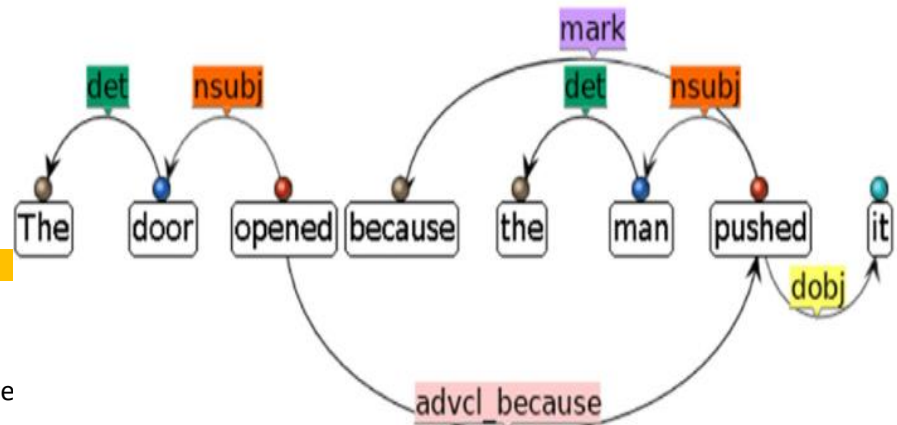 mark
det nsubj det nsubj
The door opened because the man pushed it
dobj
e
advcl_because